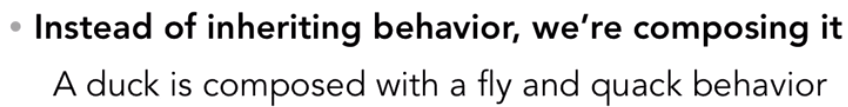 • Instead of inheriting behavior, we're composing it
A duck is composed with a fly and quack behavior